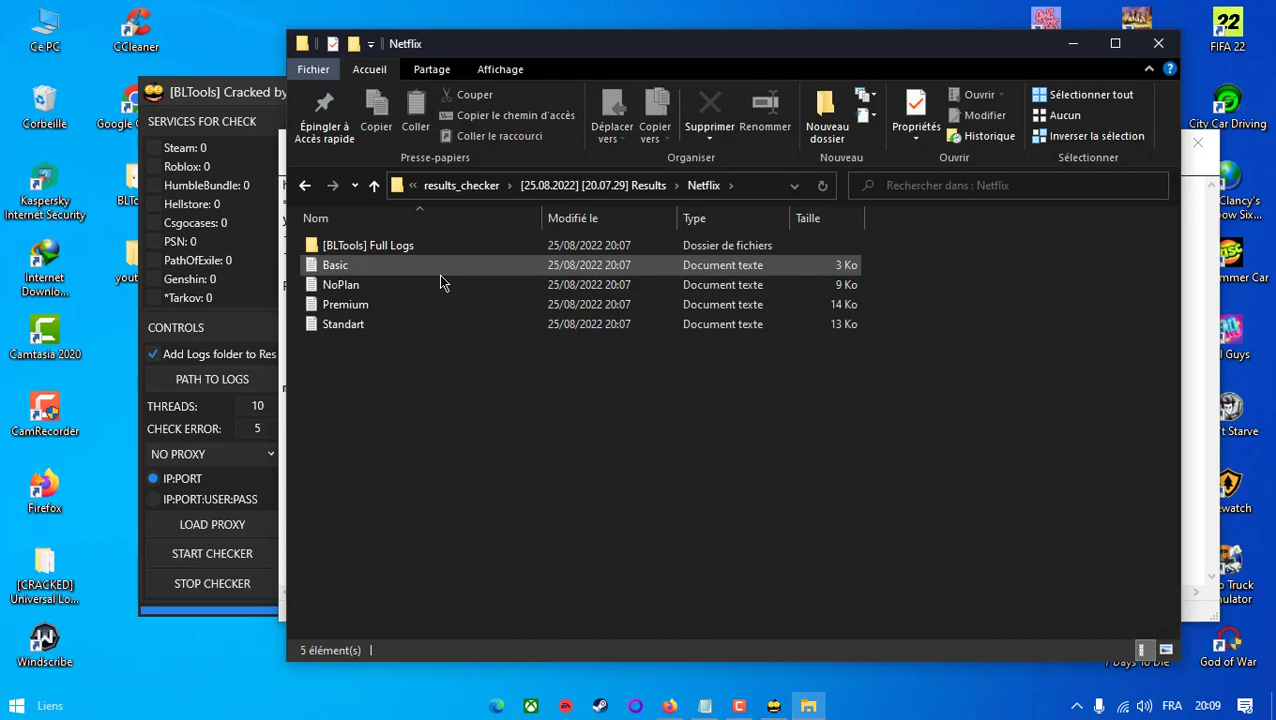 Ce PC
CCleaner
FIFA 22
Netflix
Fichier
Accueil
Partage
Affichage
Épingler à
Accès rapide
Copier
Coller
Couper
Copier le chemin d'accès
Coller le raccourci
Presse-papiers
Déplacer
vers
Copier
vers
Supprimer
Renommer
Organiser
Nouveau
dossier
Nouveau
Propriétés
Ouvrir
Modifier
Historique
Ouvrir
Sélectionner tout
Aucun
Inverser la sélection
Sélectionner
« results_checker > [25.08.2022] [20.07.29] Results > Netflix >
Rechercher dans : Netflix
Nom
Modifié le
Type
Taille
[BLTools] Full Logs 25/08/2022 20:07 Dossier de fichiers
Basic 25/08/2022 20:07 Document texte 3 Ko
NoPlan 25/08/2022 20:07 Document texte 9 Ko
Premium 25/08/2022 20:07 Document texte 14 Ko
Standart 25/08/2022 20:07 Document texte 13 Ko
5 élément(s)
[BLTools] Cracked by
SERVICES FOR CHECK
Steam: 0
Roblox: 0
HumbleBundle: 0
Hellstore: 0
Csgocases: 0
PSN: 0
PathOfExile: 0
Genshin: 0
*Tarkov: 0
CONTROLS
Add Logs folder to Res
PATH TO LOGS
THREADS: 10
CHECK ERROR: 5
NO PROXY
IP:PORT
IP:PORT:USER:PASS
LOAD PROXY
START CHECKER
STOP CHECKER
Corbeille
Google C
Kaspersky
Internet Security
BLTo
Internet
Downlo...
yout
Camtasia 2020
CamRecorder
Firefox
[CRACKED]
Universal Lo...
Windscribe
City Car Driving
Clancy's
bow Six...
mmer Car
l Guys
't Starve
ewatch
o Truck
mulator
7 Days To Die
God of War
Liens
FRA
20:09